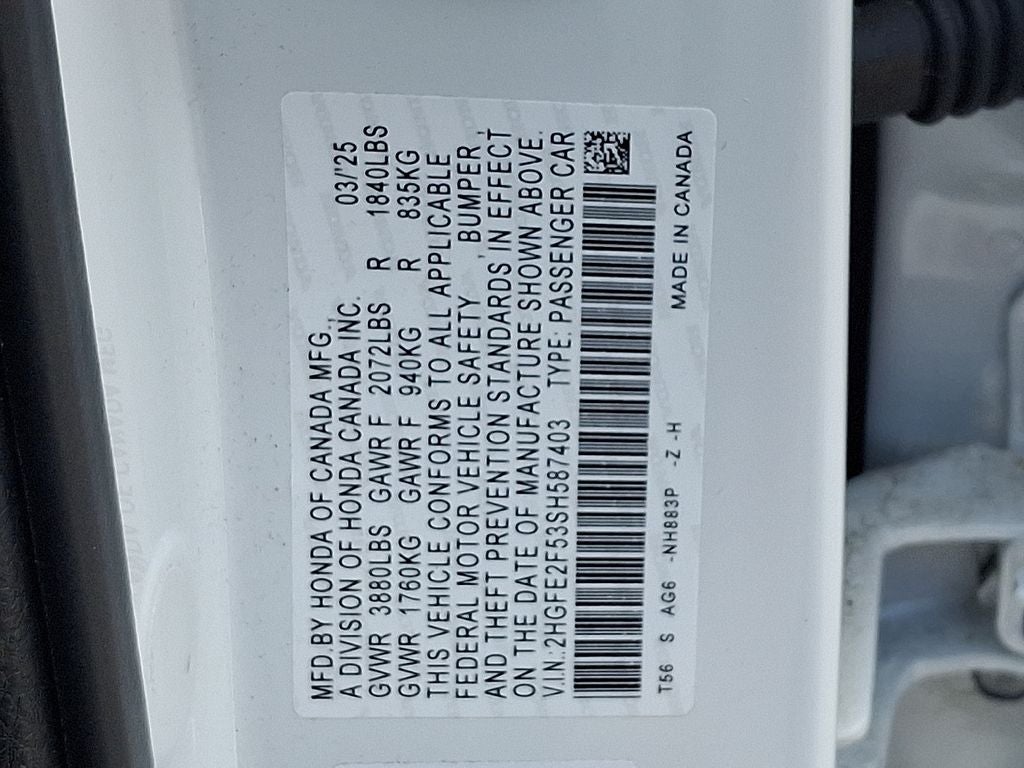 MFD.BY HONDA OF CANADA MFG., 03/'25
A DIVISION OF HONDA CANADA INC.
GVWR 3880LBS GAWR F 2072LBS R 1840LBS
GVWR 1760KG GAWR F 940KG R 835KG
THIS VEHICLE CONFORMS TO ALL APPLICABLE
FEDERAL MOTOR VEHICLE SAFETY, BUMPER,
AND THEFT PREVENTION STANDARDS IN EFFECT
ON THE DATE OF MANUFACTURE SHOWN ABOVE.
V.I.N.:2HGFE2F53SH587403 TYPE: PASSENGER CAR
T56 S AG6 -NH883P -Z -H MADE IN CANADA